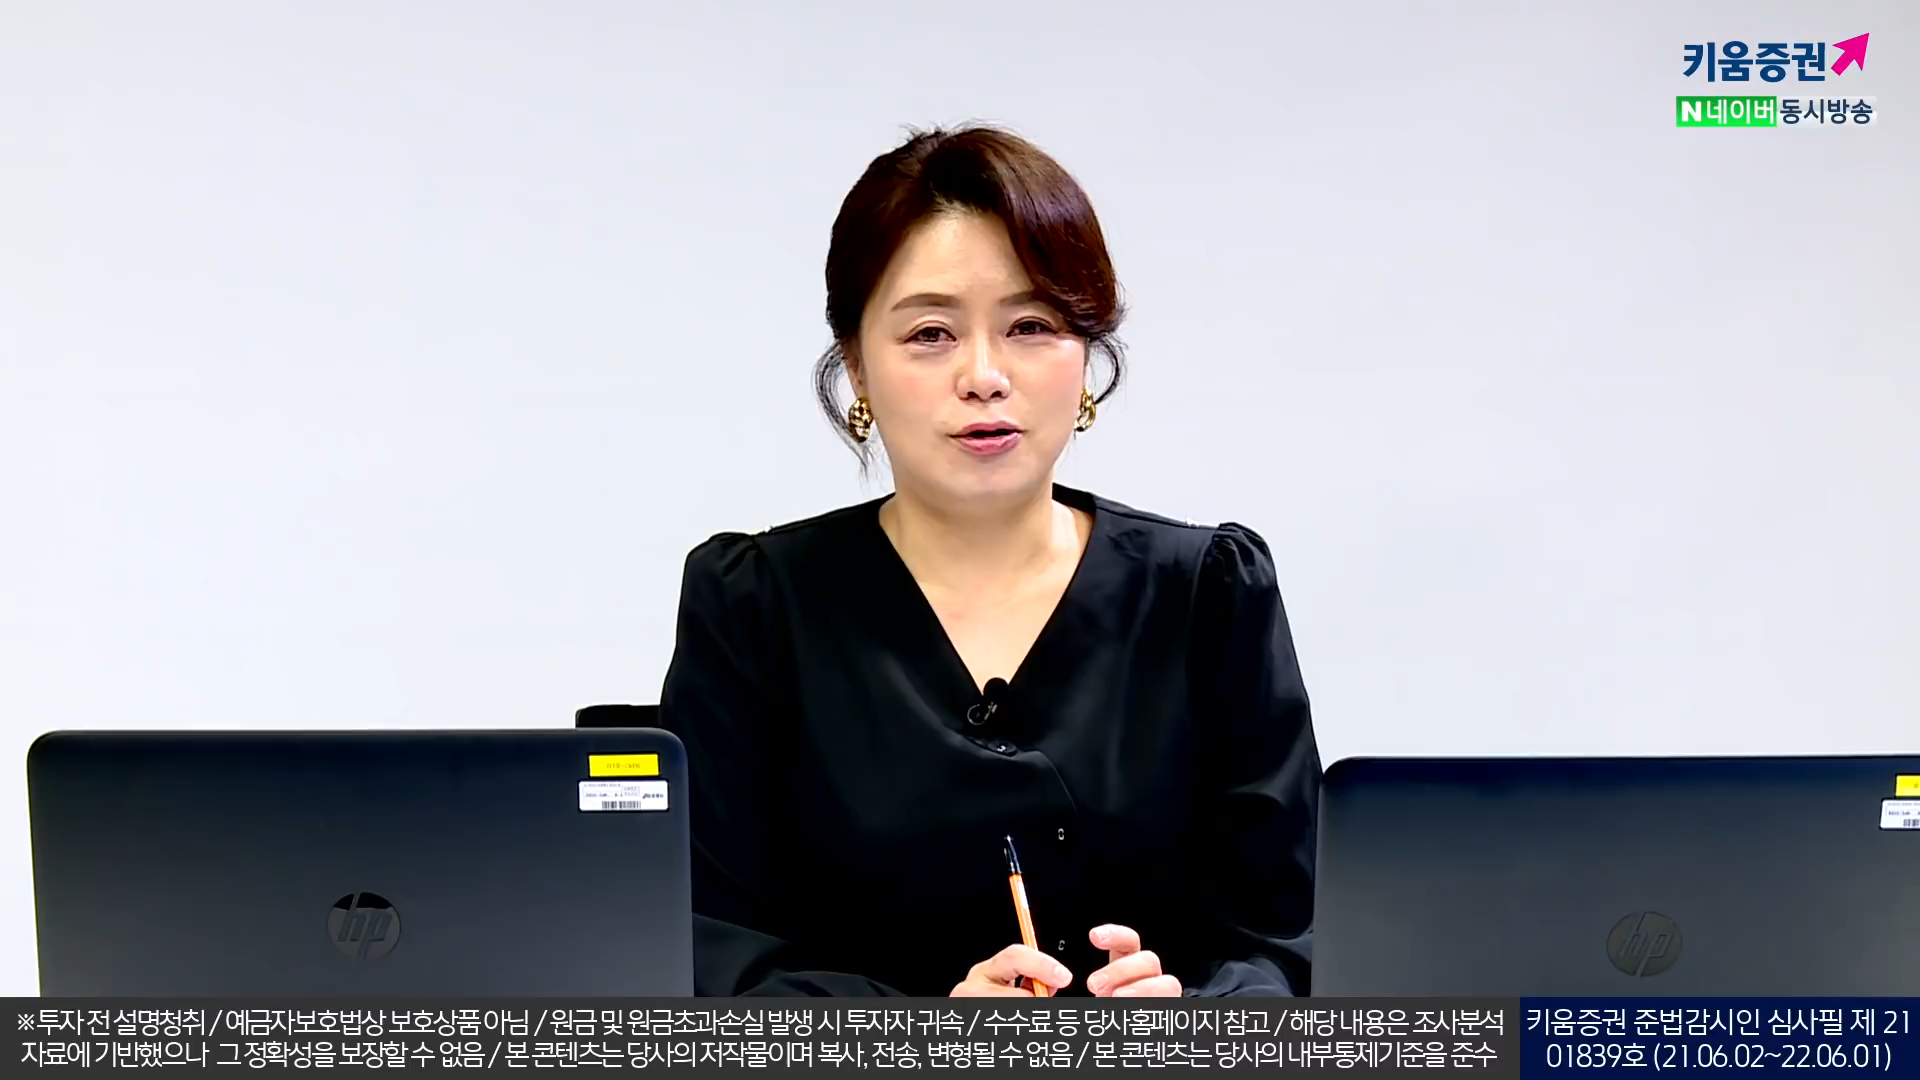 키움증권
N네이버 동시방송
hp
hp
※투자 전 설명청취 / 예금자보호법상 보호상품 아님 / 원금 및 원금초과손실 발생 시 투자자 귀속 / 수수료 등 당사홈페이지 참고 / 해당 내용은 조사분석
자료에 기반했으나 그 정확성을 보장할 수 없음 / 본 콘텐츠는 당사의 저작물이며 복사, 전송, 변형될 수 없음 / 본 콘텐츠는 당사의 내부통제기준을 준수
키움증권 준법감시인 심사필 제 21
01839호 (21.06.02~22.06.01)